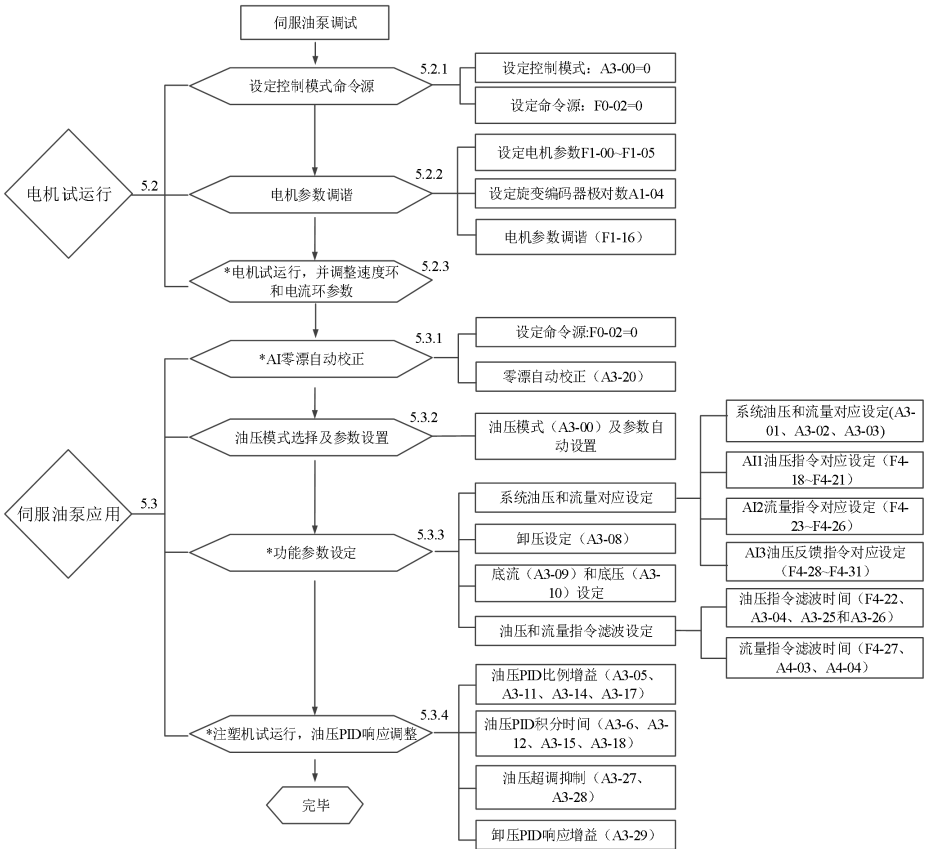 伺服油泵调试
设定控制模式命令源
5.2.1
设定控制模式：A3-00=0
设定命令源：F0-02=0
电机试运行
5.2
电机参数调谐
5.2.2
设定电机参数F1-00~F1-05
设定旋变编码器极对数A1-04
电机参数调谐（F1-16）
*电机试运行，并调整速度环
和电流环参数
5.2.3
*AI零漂自动校正
5.3.1
设定命令源:F0-02=0
零漂自动校正（A3-20）
油压模式选择及参数设置
5.3.2
油压模式（A3-00）及参数自
动设置
伺服油泵应用
5.3
*功能参数设定
5.3.3
系统油压和流量对应设定
系统油压和流量对应设定(A3-
01、A3-02、A3-03)
AI1油压指令对应设定（F4-
18~F4-21）
AI2流量指令对应设定（F4-
23~F4-26）
AI3油压反馈指令对应设定
（F4-28~F4-31）
卸压设定（A3-08）
底流（A3-09）和底压（A3-
10）设定
油压和流量指令滤波设定
油压指令滤波时间（F4-22、
A3-04、A3-25和A3-26）
流量指令滤波时间（F4-27、
A4-03、A4-04）
*注塑机试运行，油压PID响应调整
5.3.4
油压PID比例增益（A3-05、
A3-11、A3-14、A3-17）
油压PID积分时间（A3-6、A3-
12、A3-15、A3-18）
油压超调抑制（A3-27、
A3-28）
卸压PID响应增益（A3-29）
完毕